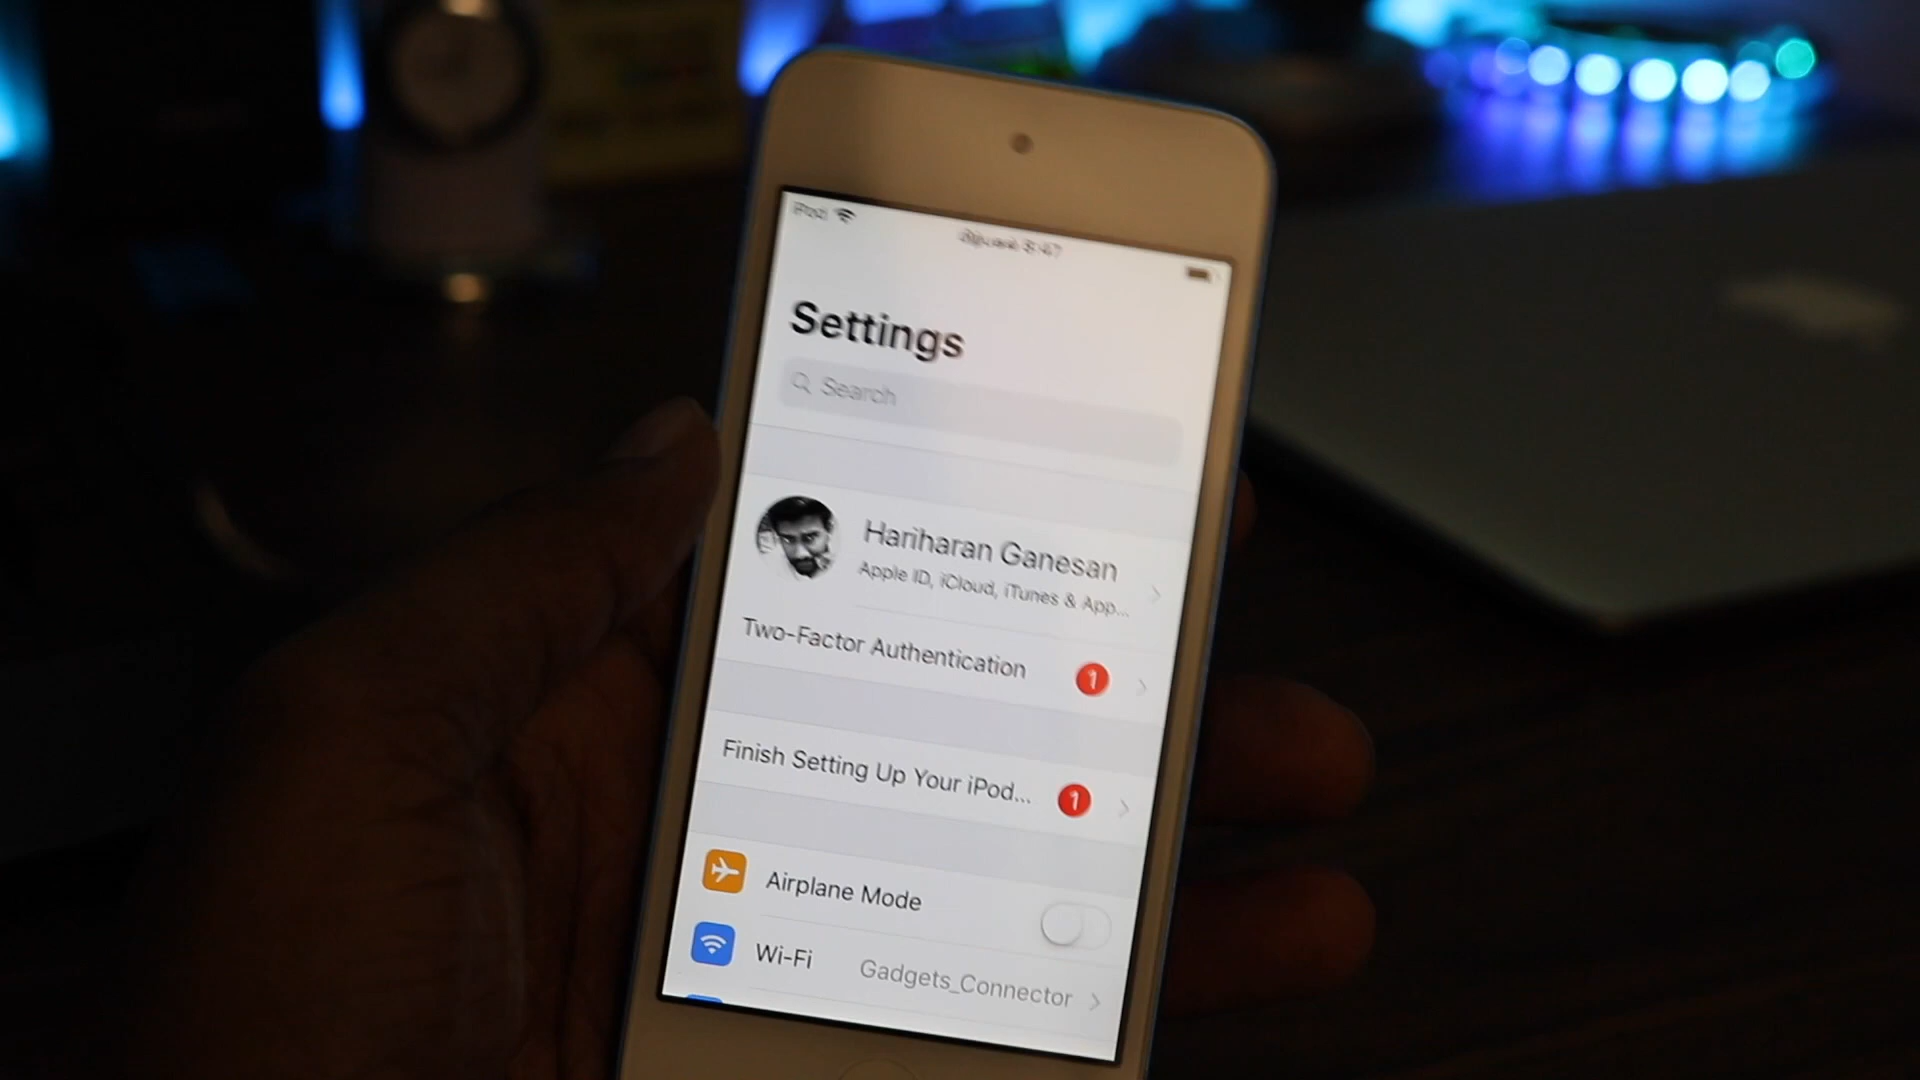 iPod
Settings
Search
Hariharan Ganesan
Apple ID, iCloud, iTunes & App...
Two-Factor Authentication
1
Finish Setting Up Your iPod...
1
Airplane Mode
Wi-Fi
Gadgets_Connector